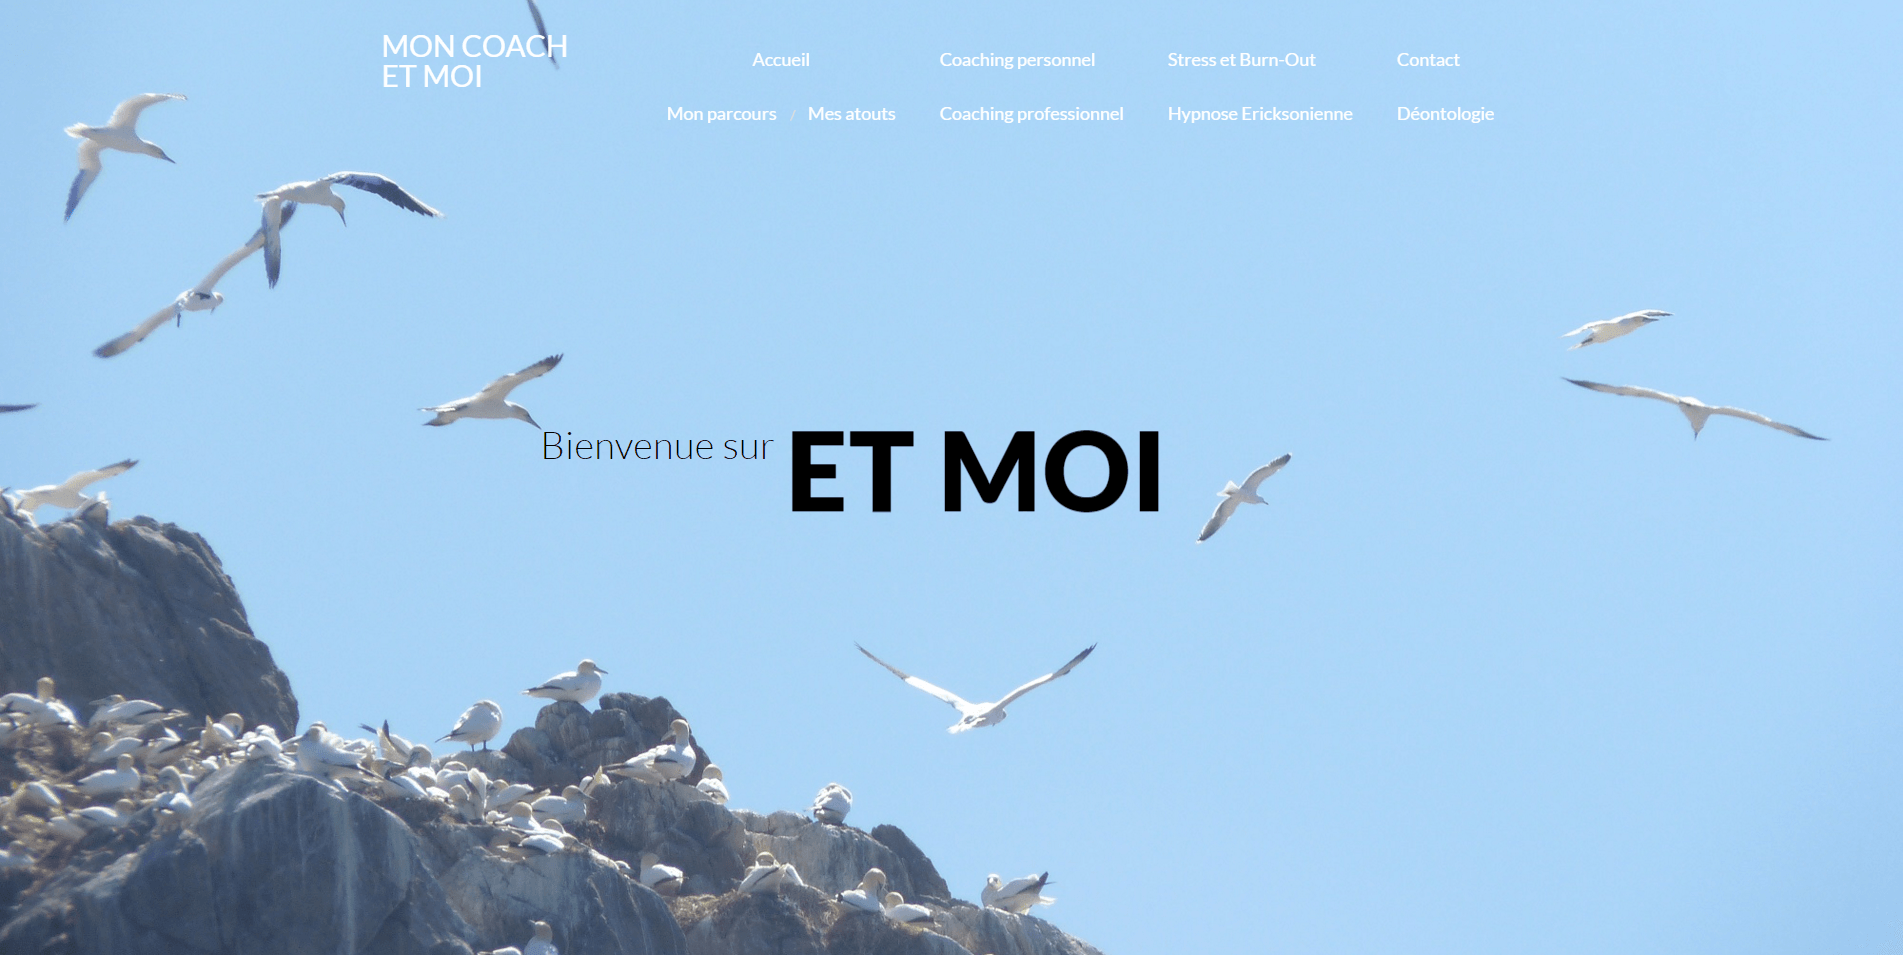 MON COACH
ET MOI
Accueil
Mon parcours / Mes atouts
Coaching personnel
Coaching professionnel
Stress et Burn-Out
Hypnose Ericksonienne
Contact
Déontologie
Bienvenue sur ET MOI